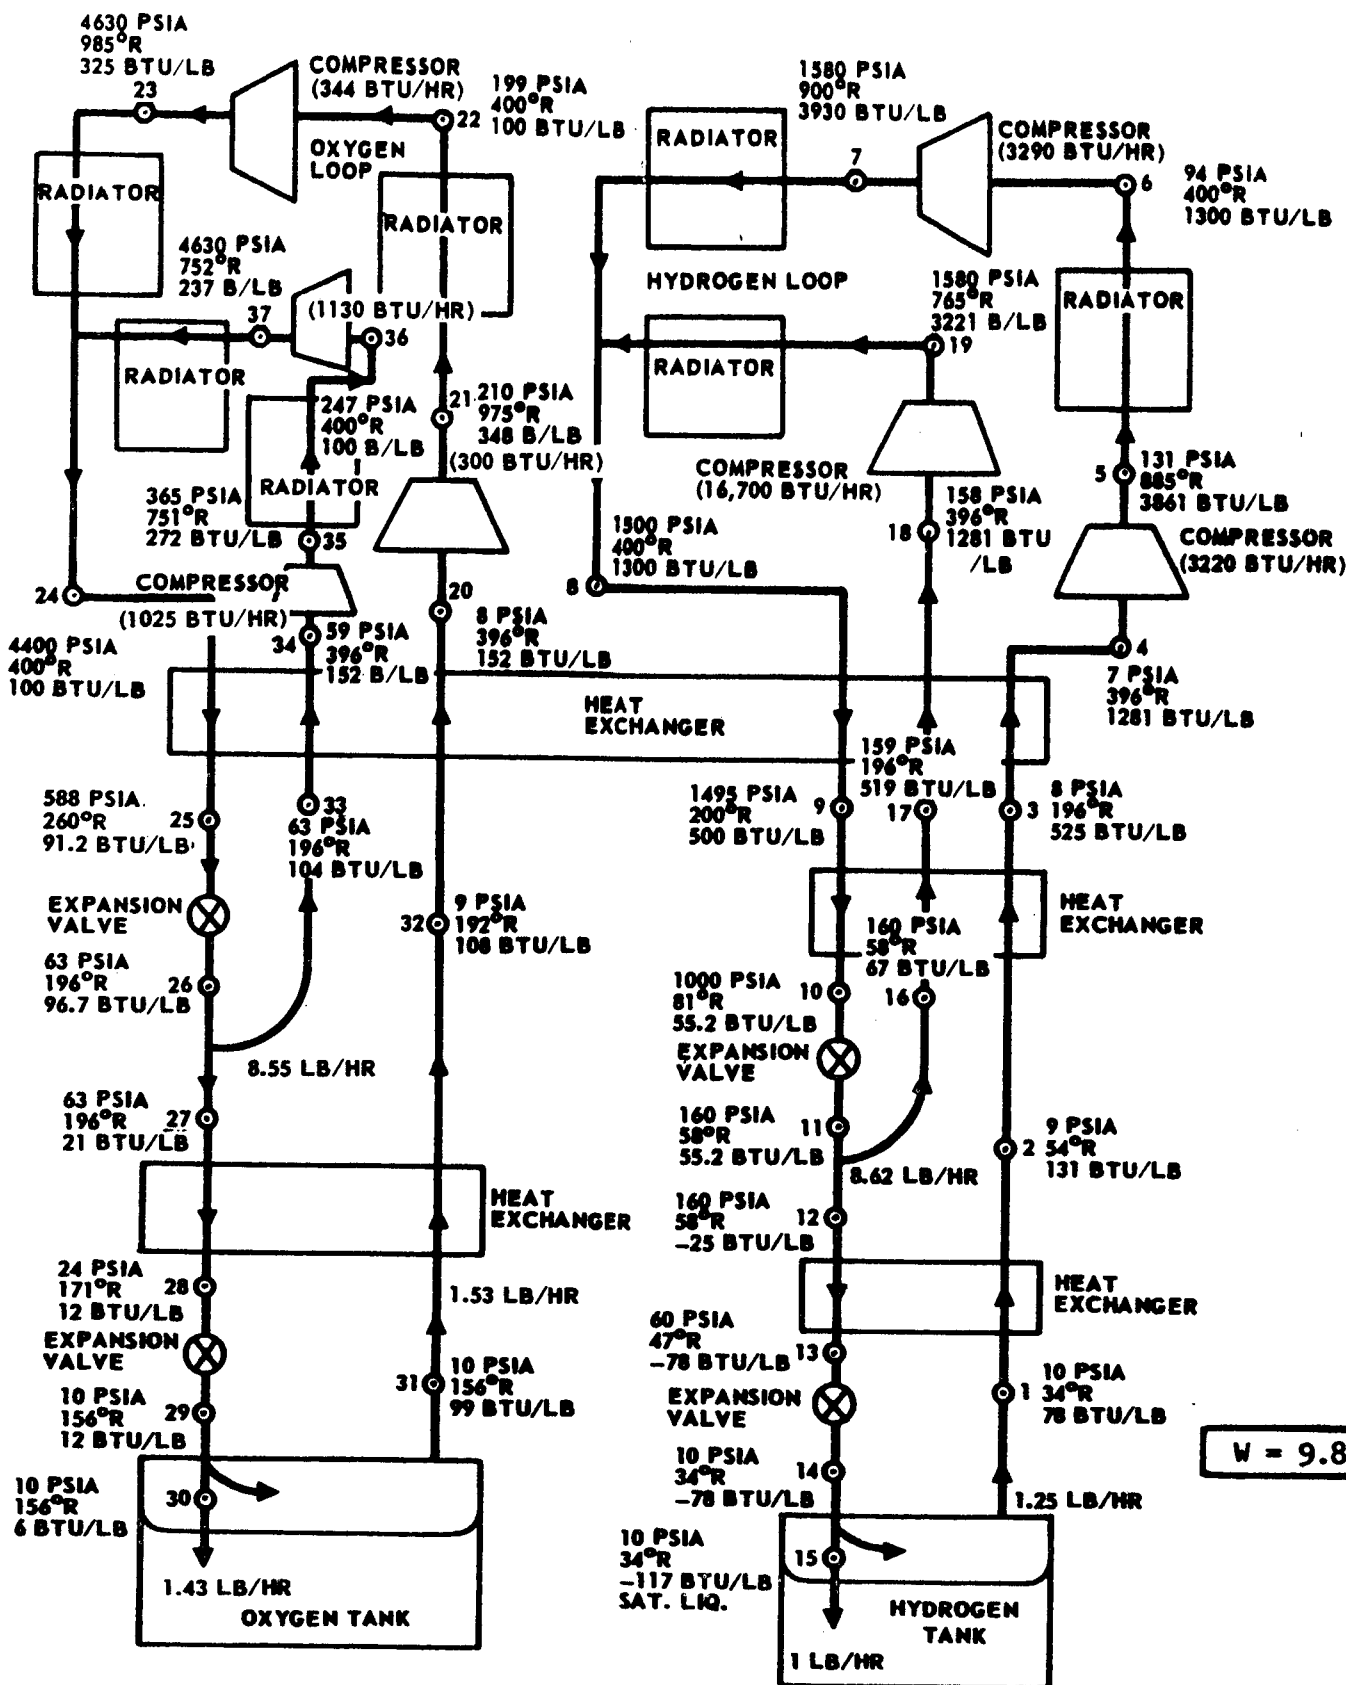 4630 PSIA
985°R
325 BTU/LB
23
COMPRESSOR
(344 BTU/HR)
199 PSIA
400°R
100 BTU/LB
22
OXYGEN
LOOP
RADIATOR
RADIATOR
4630 PSIA
752°R
237 B/LB
37
(1130 BTU/HR)
36
RADIATOR
247 PSIA
400°R
100 B/LB
RADIATOR
21
210 PSIA
975°R
348 B/LB
(300 BTU/HR)
365 PSIA
751°R
272 BTU/LB
35
24
COMPRESSOR
(1025 BTU/HR)
34
59 PSIA
396°R
152 B/LB
20
8 PSIA
396°R
152 BTU/LB
4400 PSIA
400°R
100 BTU/LB
1580 PSIA
900°R
3930 BTU/LB
7
RADIATOR
COMPRESSOR
(3290 BTU/HR)
6
94 PSIA
400°R
1300 BTU/LB
HYDROGEN LOOP
1580 PSIA
765°R
3221 B/LB
19
RADIATOR
RADIATOR
COMPRESSOR
(16,700 BTU/HR)
158 PSIA
396°R
1281 BTU
/LB
18
5
131 PSIA
885°R
3861 BTU/LB
COMPRESSOR
(3220 BTU/HR)
1500 PSIA
400°R
1300 BTU/LB
8
4
7 PSIA
396°R
1281 BTU/LB
HEAT
EXCHANGER
588 PSIA
260°R
91.2 BTU/LB
25
33
63 PSIA
196°R
104 BTU/LB
EXPANSION
VALVE
63 PSIA
196°R
96.7 BTU/LB
26
32
9 PSIA
192°R
108 BTU/LB
8.55 LB/HR
63 PSIA
196°R
21 BTU/LB
27
HEAT
EXCHANGER
24 PSIA
171°R
12 BTU/LB
28
1.53 LB/HR
EXPANSION
VALVE
10 PSIA
156°R
12 BTU/LB
29
31
10 PSIA
156°R
99 BTU/LB
10 PSIA
156°R
6 BTU/LB
30
1.43 LB/HR
OXYGEN TANK
1495 PSIA
200°R
500 BTU/LB
9
159 PSIA
196°R
519 BTU/LB
17
3
8 PSIA
196°R
525 BTU/LB
HEAT
EXCHANGER
160 PSIA
58°R
67 BTU/LB
16
1000 PSIA
81°R
55.2 BTU/LB
10
EXPANSION
VALVE
160 PSIA
58°R
55.2 BTU/LB
11
8.62 LB/HR
2
9 PSIA
54°R
131 BTU/LB
160 PSIA
58°R
-25 BTU/LB
12
HEAT
EXCHANGER
60 PSIA
47°R
-78 BTU/LB
13
EXPANSION
VALVE
1
10 PSIA
34°R
78 BTU/LB
10 PSIA
34°R
-78 BTU/LB
14
1.25 LB/HR
W = 9.8
10 PSIA
34°R
-117 BTU/LB
SAT. LIQ.
15
HYDROGEN
TANK
1 LB/HR